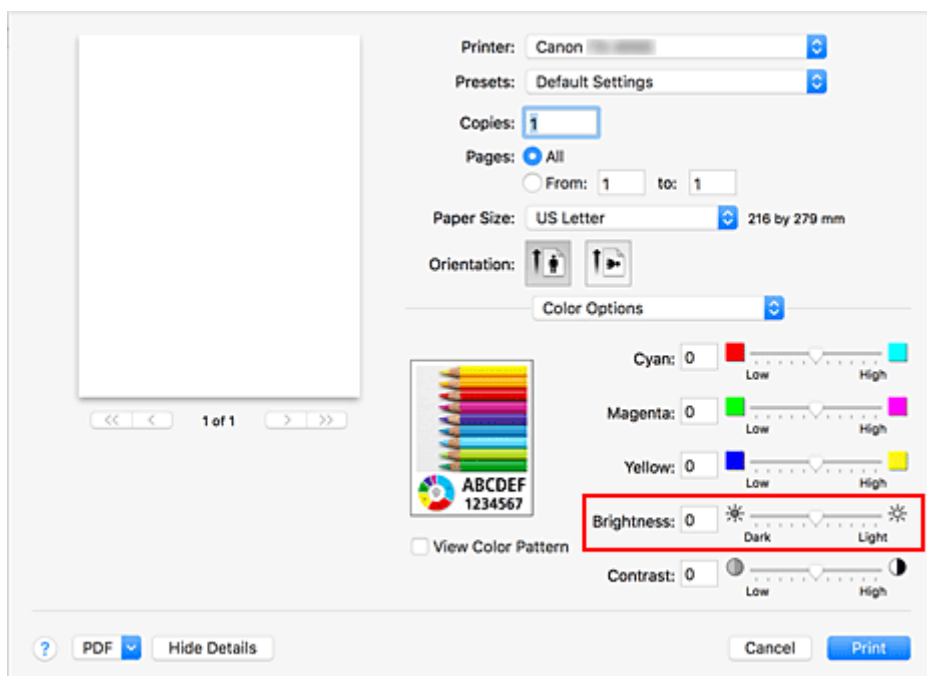 Printer: Canon
Presets: Default Settings
Copies: 1
Pages: All
From: 1 to: 1
Paper Size: US Letter 216 by 279 mm
Orientation:
Color Options
Cyan: 0
Low High
Magenta: 0
Low High
Yellow: 0
Low High
Brightness: 0
Dark Light
Contrast: 0
Low High
ABCDEF
1234567
View Color Pattern
<< < 1 of 1 > >>
? PDF Hide Details Cancel Print